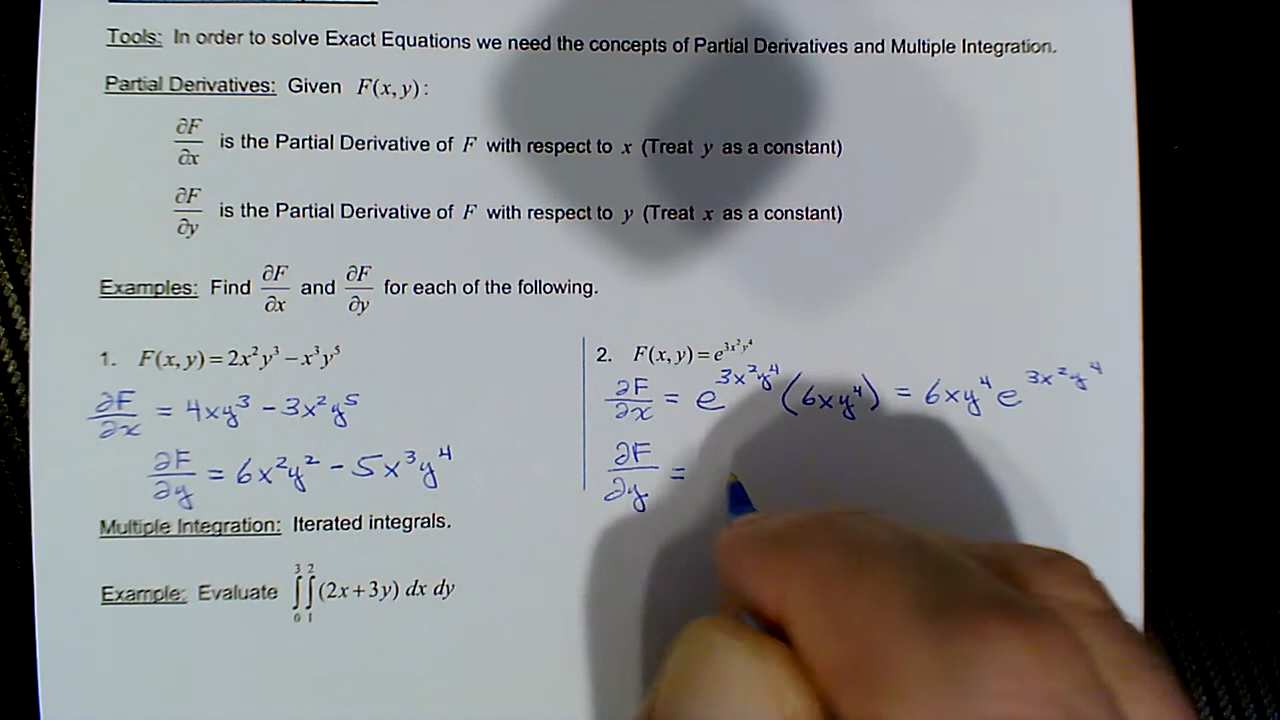 Tools: In order to solve Exact Equations we need the concepts of Partial Derivatives and Multiple Integration.
Partial Derivatives: Given F(x, y):
∂F/∂x is the Partial Derivative of F with respect to x (Treat y as a constant)
∂F/∂y is the Partial Derivative of F with respect to y (Treat x as a constant)
Examples: Find ∂F/∂x and ∂F/∂y for each of the following.
1. F(x, y) = 2x²y³ − x³y⁵
∂F/∂x = 4xy³ − 3x²y⁵
∂F/∂y = 6x²y² − 5x³y⁴
2. F(x, y) = e^(3x²y⁴)
∂F/∂x = e^(3x²y⁴) (6xy⁴) = 6xy⁴ e^(3x²y⁴)
∂F/∂y =
Multiple Integration: Iterated integrals.
Example: Evaluate ∫₀³ ∫₁² (2x + 3y) dx dy